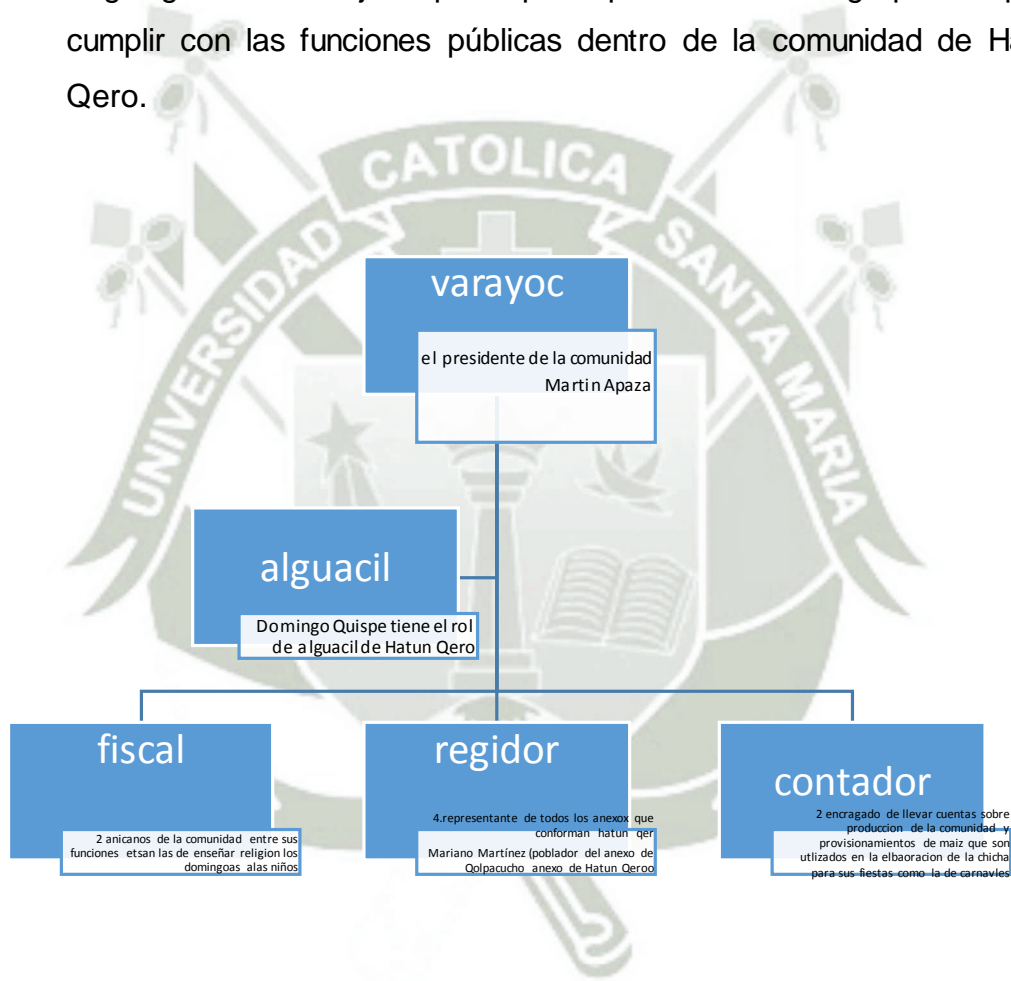 cumplir con las funciones públicas dentro de la comunidad de
Qero.
UNIVERSIDAD CATOLICA SANTA MARIA
varayoc
el presidente de la comunidad
Martin Apaza
alguacil
Domingo Quispe tiene el rol
de alguacil de Hatun Qero
fiscal
2 anicanos de la comunidad entre sus
funciones etsan las de enseñar religion los
domingoas alas niños
regidor
4.representante de todos los anexox que
conforman hatun qer
Mariano Martínez (poblador del anexo de
Qolpacucho anexo de Hatun Qeroo
contador
2 encragado de llevar cuentas sobre
produccion de la comunidad y
provisionamientos de maiz que son
utlizados en la elbaoracion de la chicha
para sus fiestas como la de carnavles